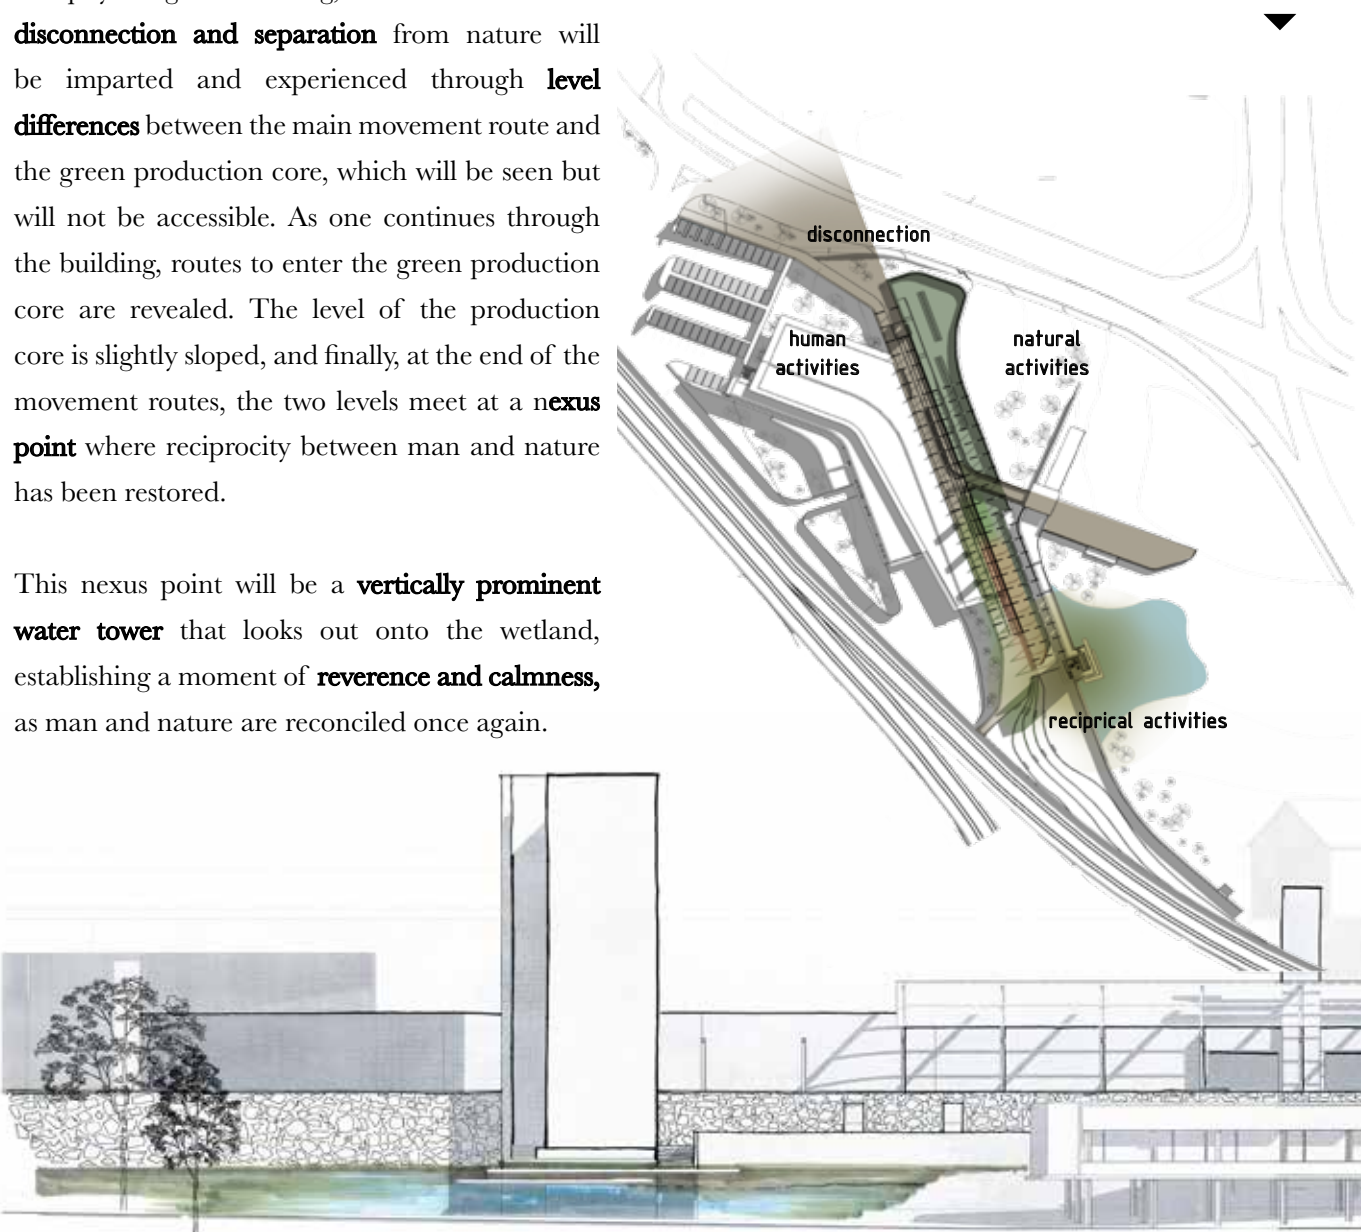 disconnection and separation from nature will
be imparted and experienced through level
differences between the main movement route and
the green production core, which will be seen but
will not be accessible. As one continues through
the building, routes to enter the green production
core are revealed. The level of the production
core is slightly sloped, and finally, at the end of the
movement routes, the two levels meet at a nexus
point where reciprocity between man and nature
has been restored.
This nexus point will be a vertically prominent
water tower that looks out onto the wetland,
establishing a moment of reverence and calmness,
as man and nature are reconciled once again.
disconnection
human
activities
natural
activities
reciprical activities